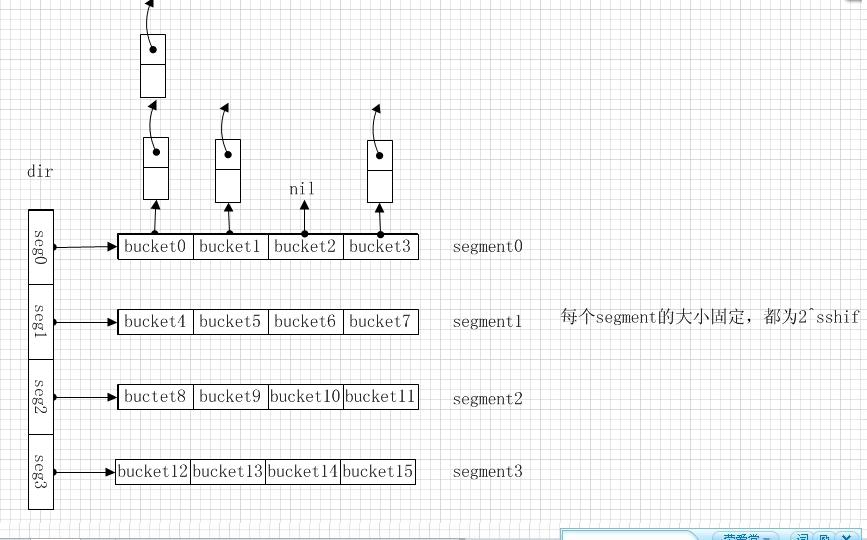 dir
nil
seg0
bucket0 bucket1 bucket2 bucket3
segment0
seg1
bucket4 bucket5 bucket6 bucket7
segment1
每个segment的大小固定，都为2^sshif
seg2
buctet8 bucket9 bucket10 bucket11
segment2
seg3
bucket12 bucket13 bucket14 bucket15
segment3